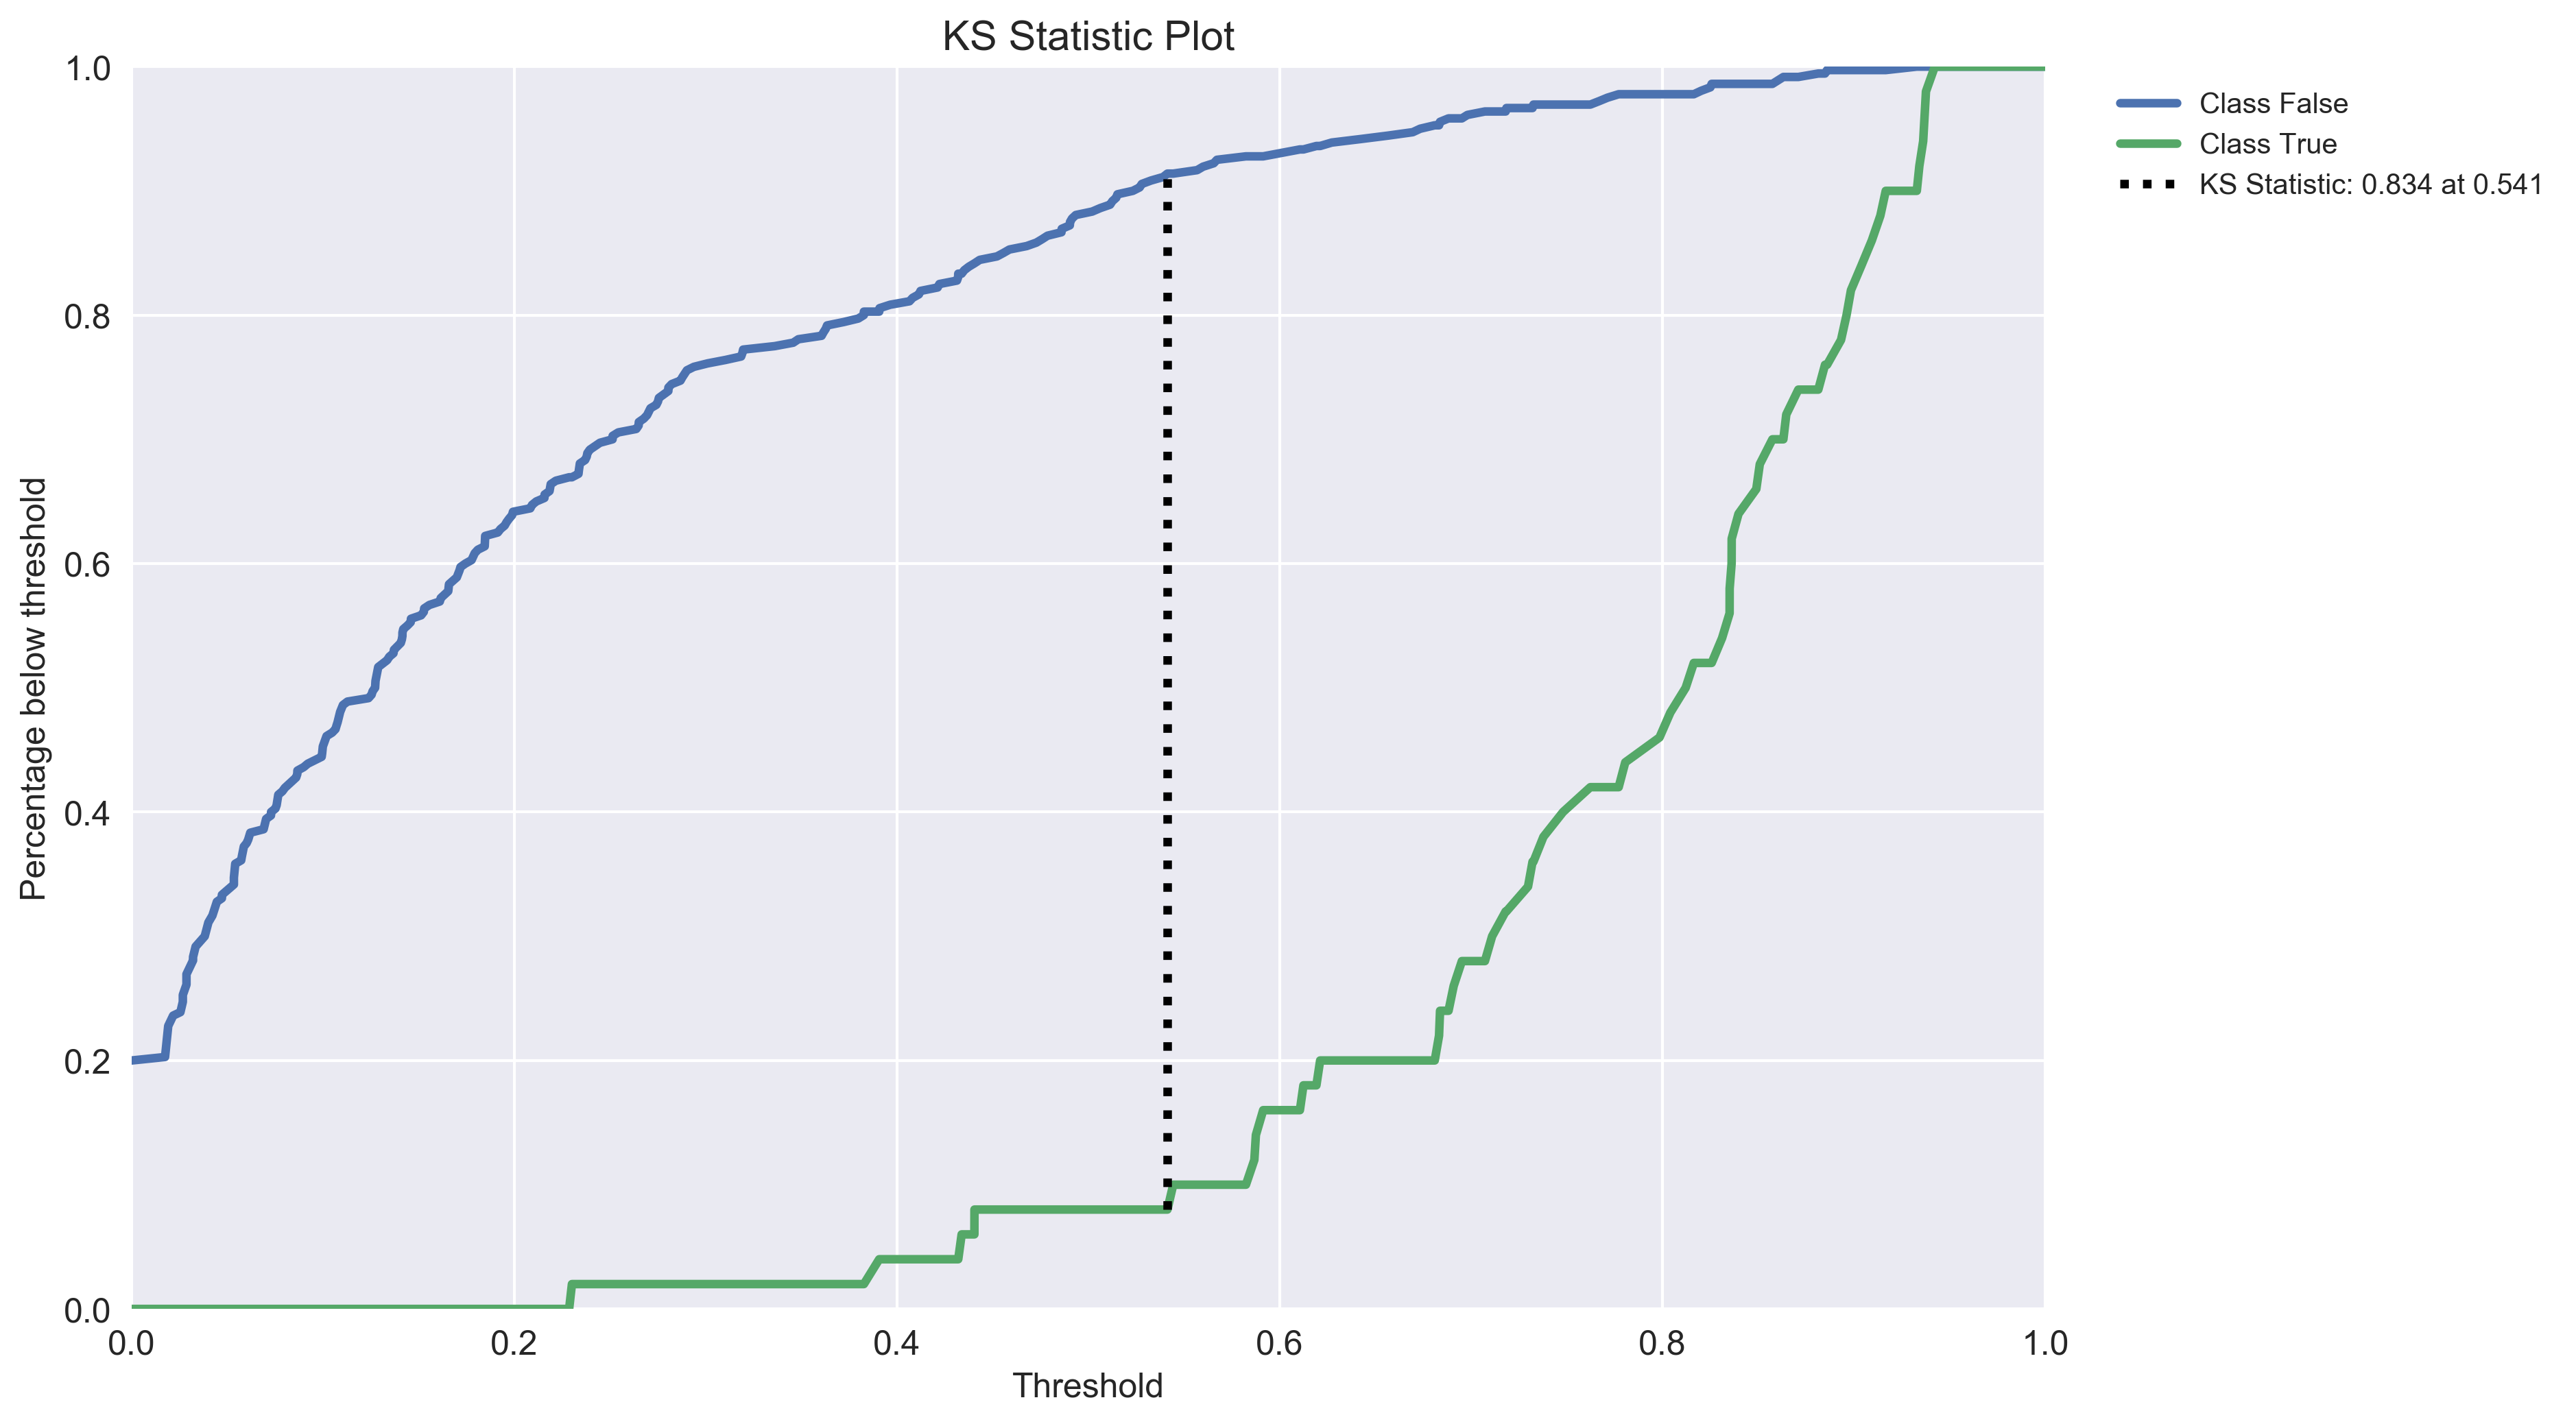 KS Statistic Plot
1.0
0.8
0.6
0.4
0.2
0.0
Percentage below threshold
0.0 0.2 0.4 0.6 0.8 1.0
Threshold
Class False
Class True
KS Statistic: 0.834 at 0.541